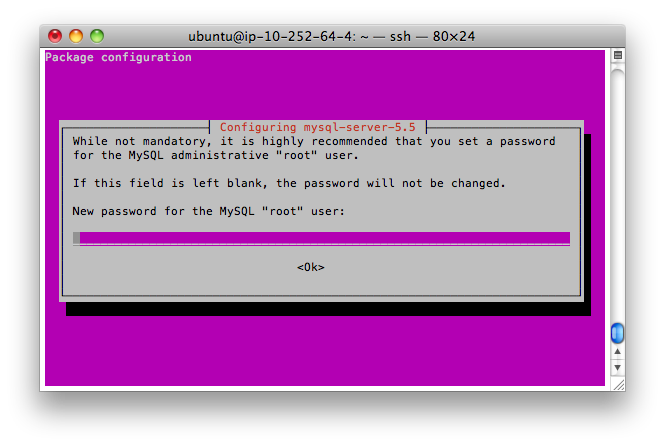 ubuntu@ip-10-252-64-4: ~ — ssh — 80×24
Package configuration
Configuring mysql-server-5.5
While not mandatory, it is highly recommended that you set a password
for the MySQL administrative "root" user.
If this field is left blank, the password will not be changed.
New password for the MySQL "root" user:
<Ok>